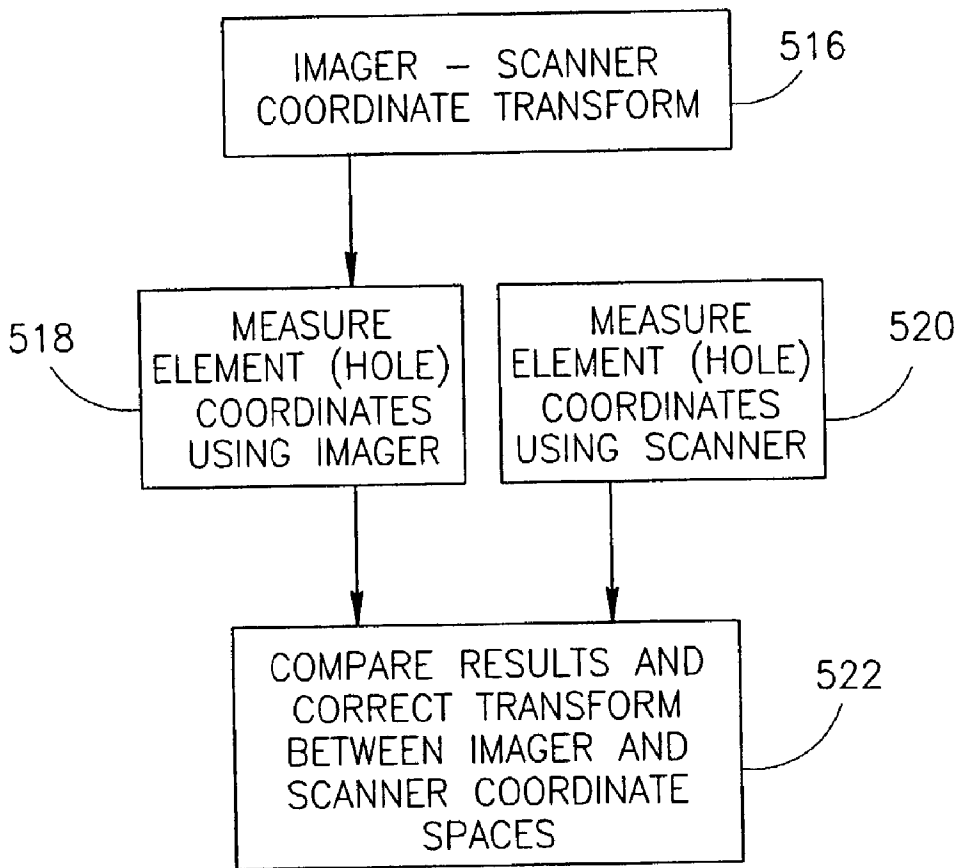 IMAGER – SCANNER
COORDINATE TRANSFORM
516
518
MEASURE
ELEMENT (HOLE)
COORDINATES
USING IMAGER
MEASURE
ELEMENT (HOLE)
COORDINATES
USING SCANNER
520
COMPARE RESULTS AND
CORRECT TRANSFORM
BETWEEN IMAGER AND
SCANNER COORDINATE
SPACES
522